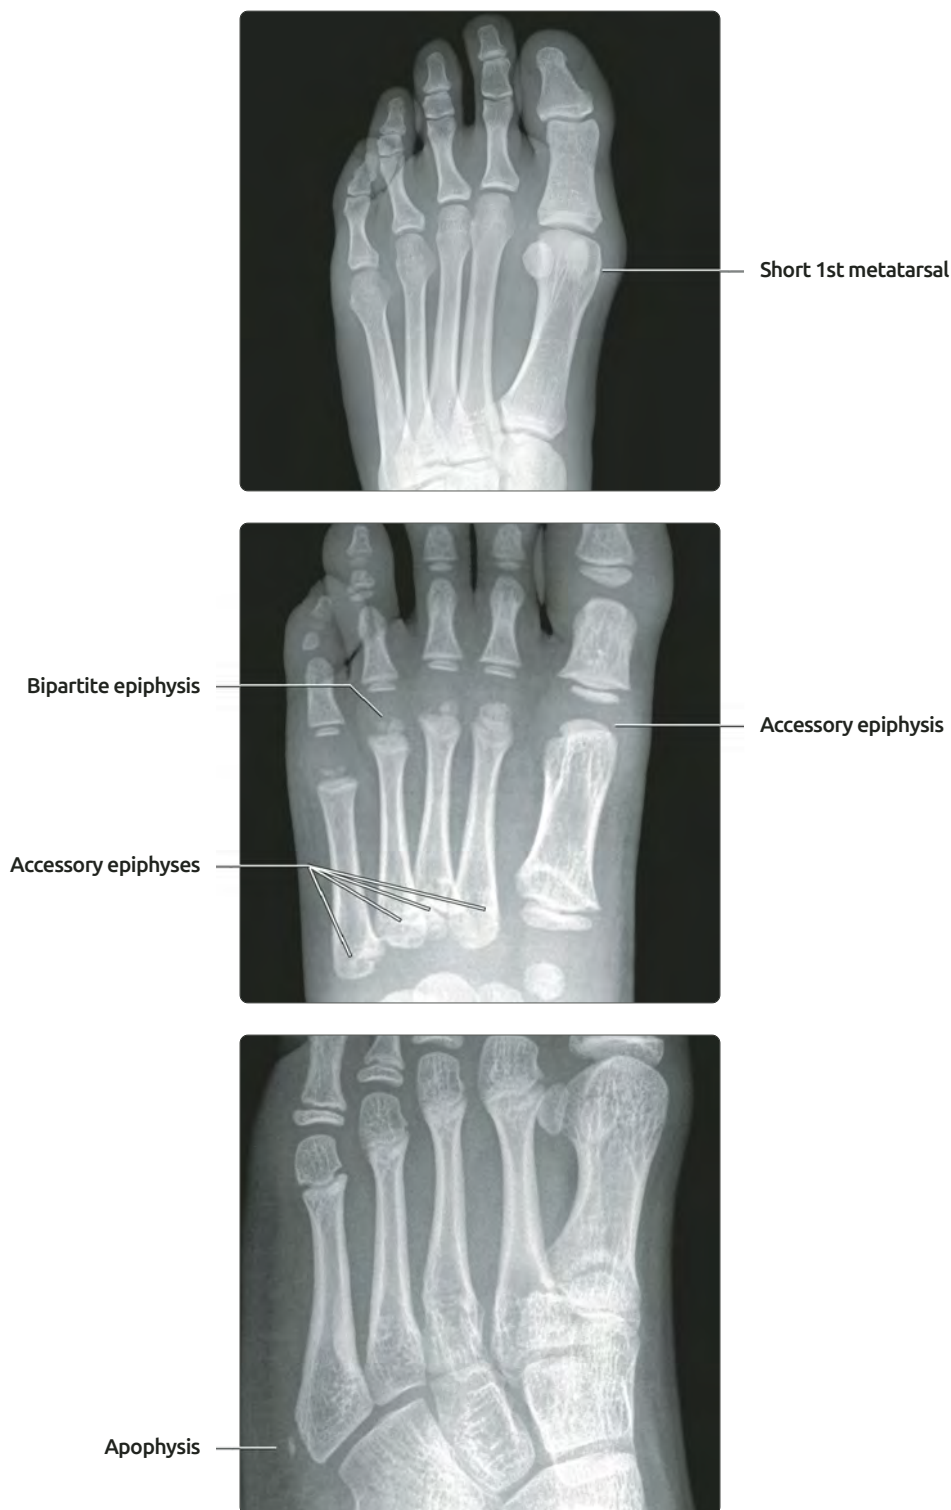 Short 1st metatarsal
Bipartite epiphysis
Accessory epiphysis
Accessory epiphyses
Apophysis